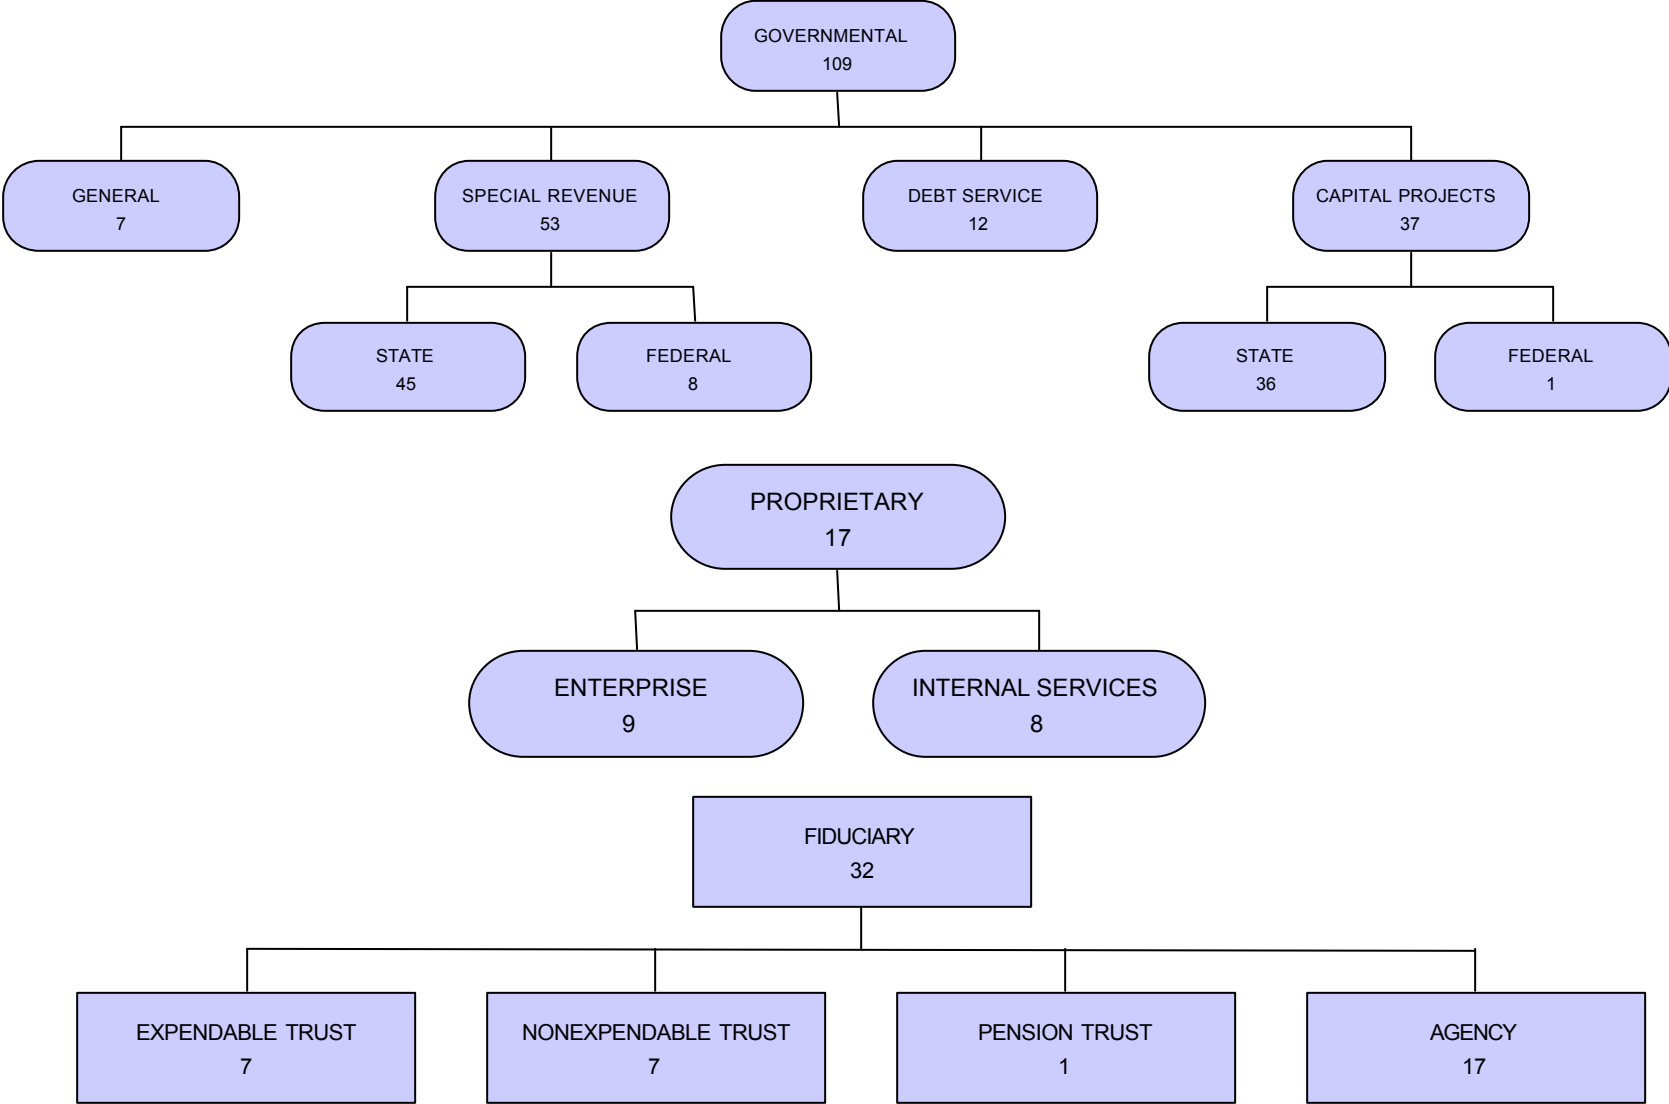 GOVERNMENTAL
109
GENERAL
7
SPECIAL REVENUE
53
DEBT SERVICE
12
CAPITAL PROJECTS
37
STATE
45
FEDERAL
8
STATE
36
FEDERAL
1
PROPRIETARY
17
ENTERPRISE
9
INTERNAL SERVICES
8
FIDUCIARY
32
EXPENDABLE TRUST
7
NONEXPENDABLE TRUST
7
PENSION TRUST
1
AGENCY
17